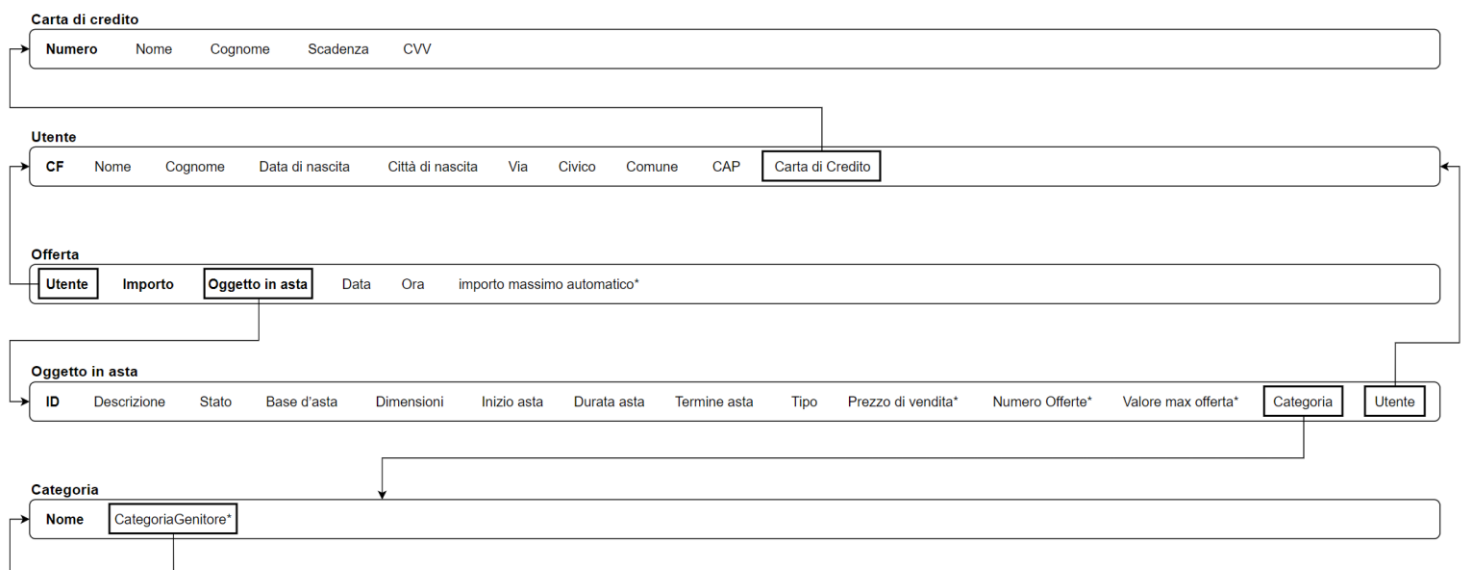 Carta di credito
Numero Nome Cognome Scadenza CVV
Utente
CF Nome Cognome Data di nascita Città di nascita Via Civico Comune CAP Carta di Credito
Offerta
Utente Importo Oggetto in asta Data Ora importo massimo automatico*
Oggetto in asta
ID Descrizione Stato Base d'asta Dimensioni Inizio asta Durata asta Termine asta Tipo Prezzo di vendita* Numero Offerte* Valore max offerta* Categoria Utente
Categoria
Nome CategoriaGenitore*